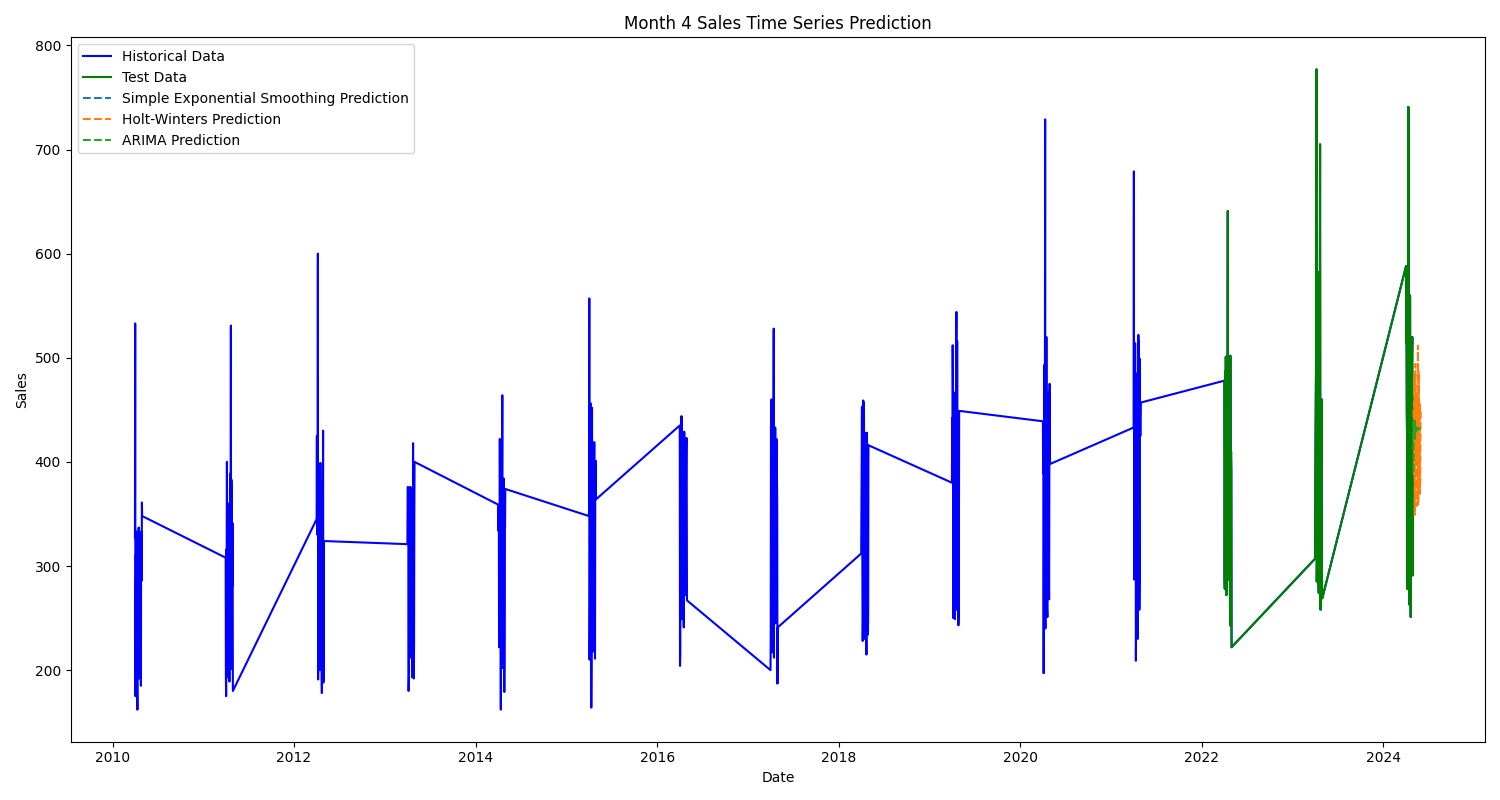 Month 4 Sales Time Series Prediction
Historical Data
Test Data
Simple Exponential Smoothing Prediction
Holt-Winters Prediction
ARIMA Prediction
Sales
800
700
600
500
400
300
200
2010 2012 2014 2016 2018 2020 2022 2024
Date